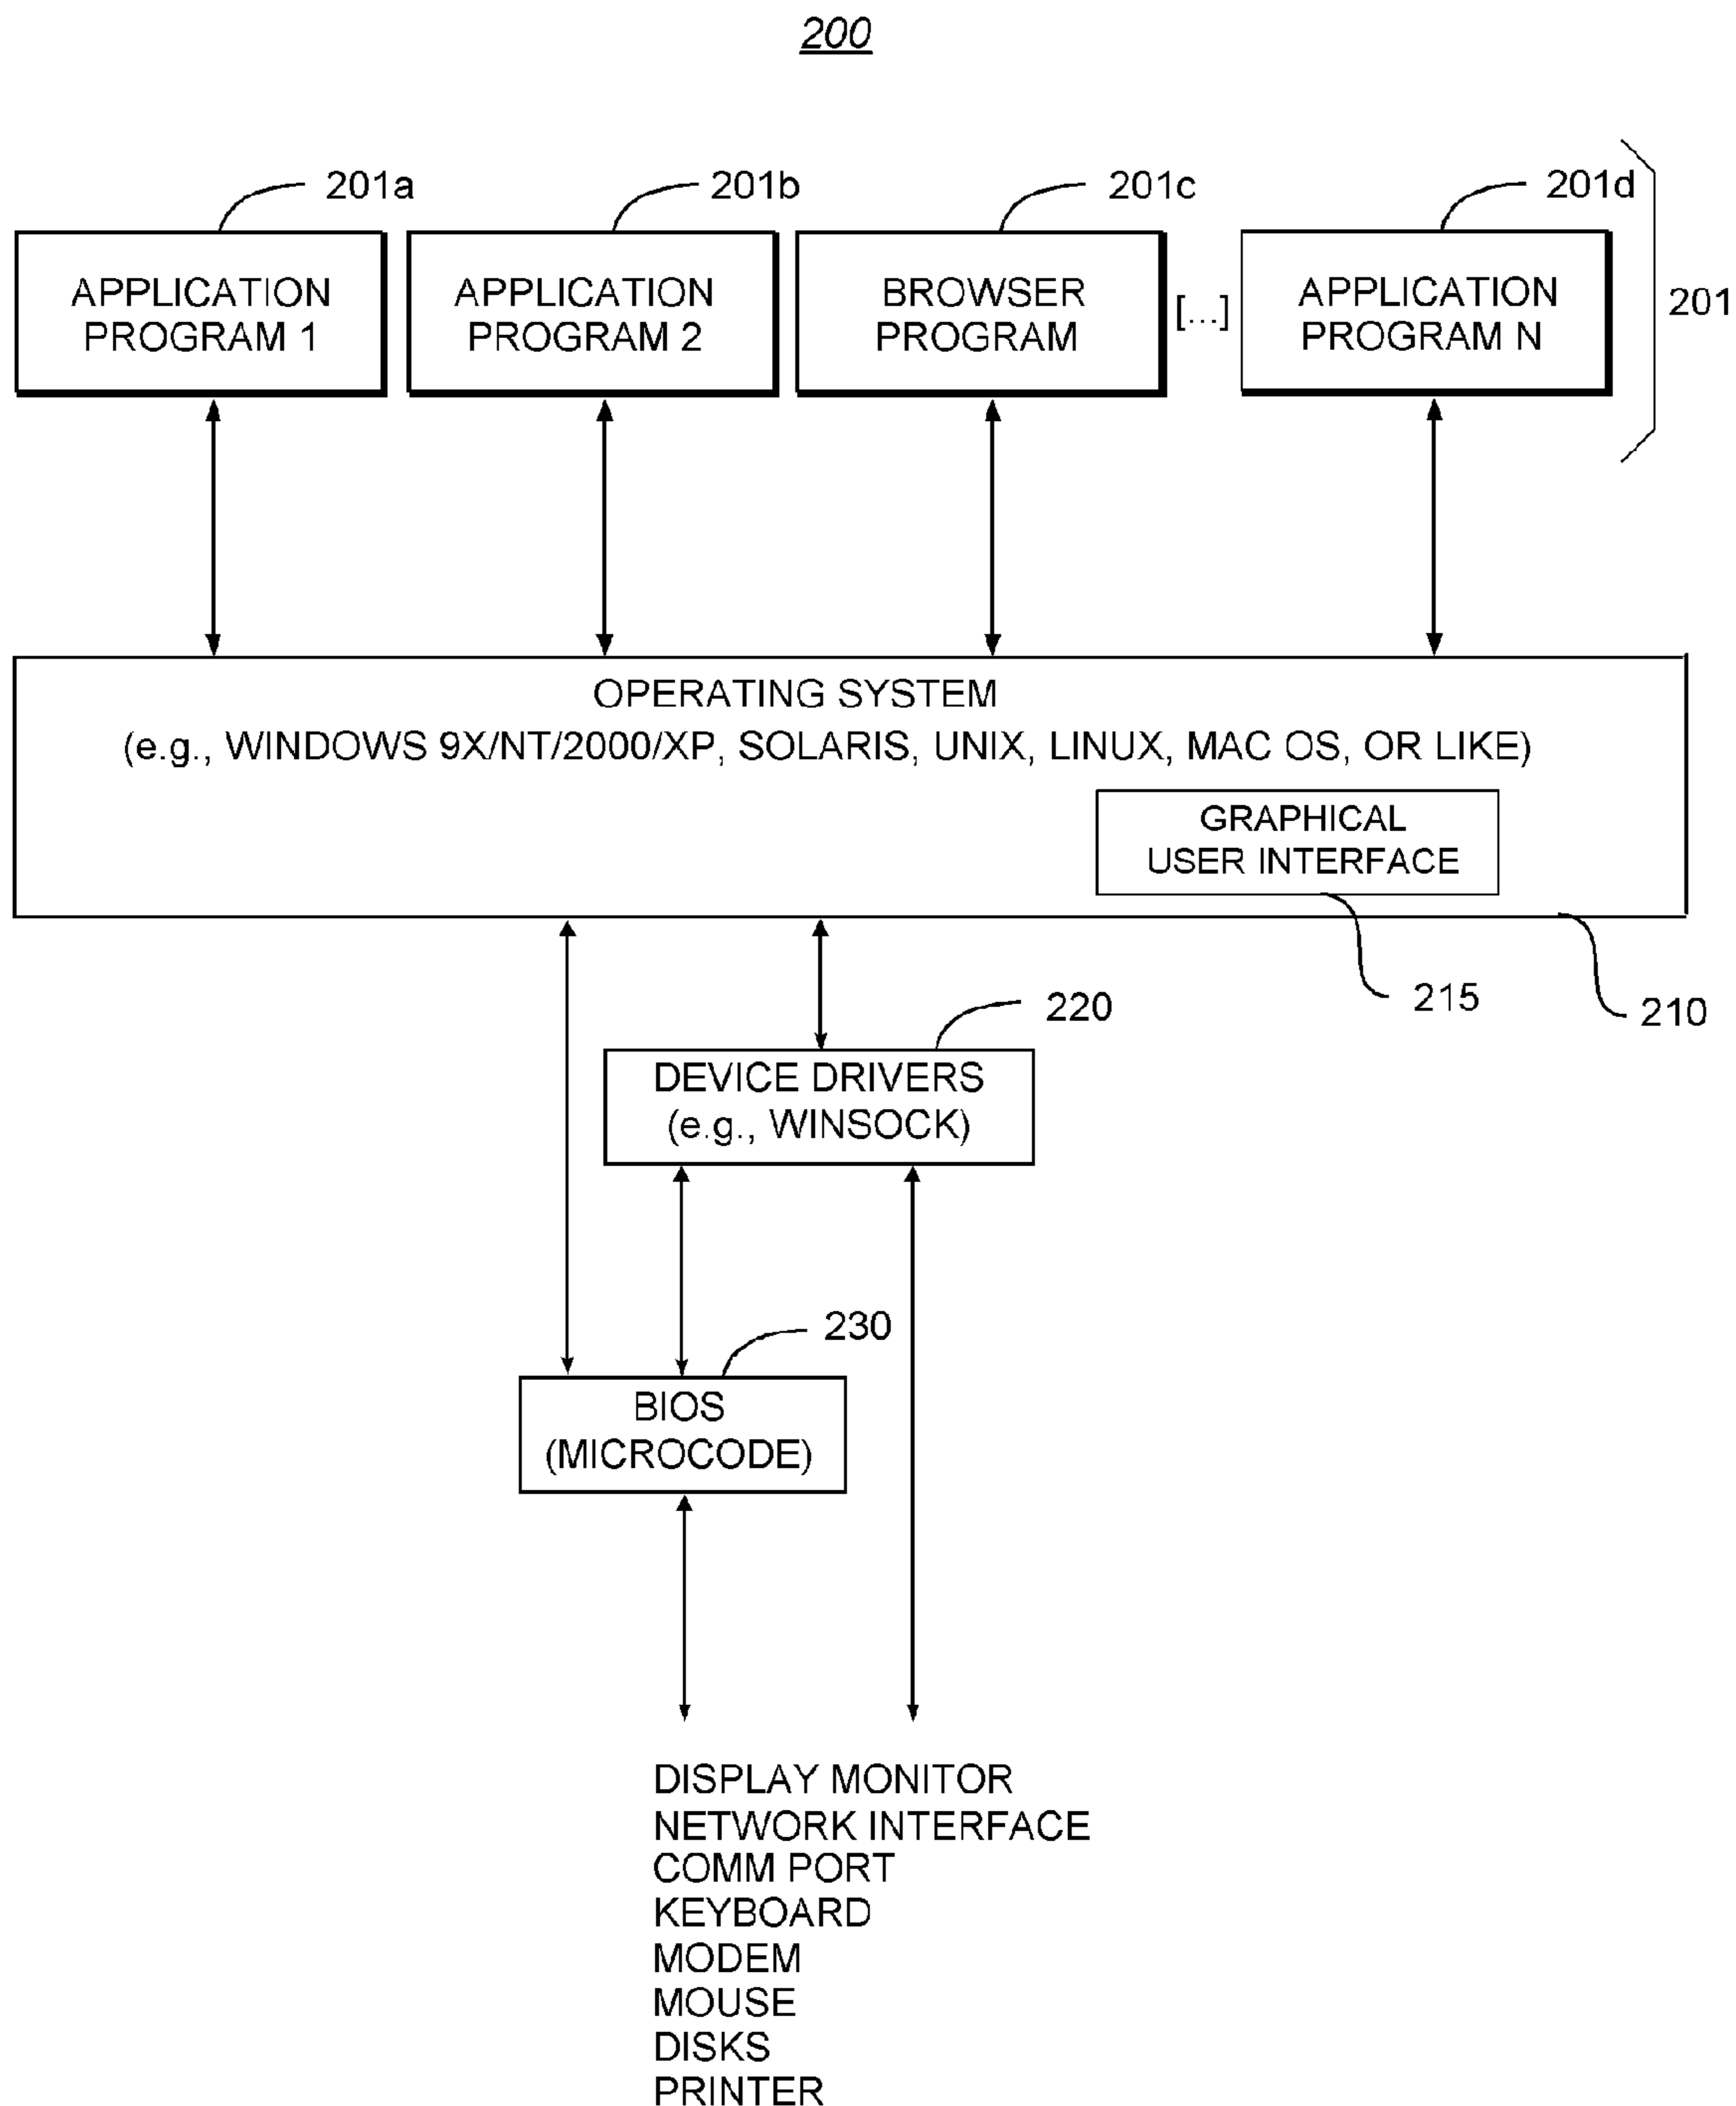 200
201a
201b
201c
201d
APPLICATION
PROGRAM 1
APPLICATION
PROGRAM 2
BROWSER
PROGRAM
[...]
APPLICATION
PROGRAM N
201
OPERATING SYSTEM
(e.g., WINDOWS 9X/NT/2000/XP, SOLARIS, UNIX, LINUX, MAC OS, OR LIKE)
GRAPHICAL
USER INTERFACE
215
210
220
DEVICE DRIVERS
(e.g., WINSOCK)
230
BIOS
(MICROCODE)
DISPLAY MONITOR
NETWORK INTERFACE
COMM PORT
KEYBOARD
MODEM
MOUSE
DISKS
PRINTER